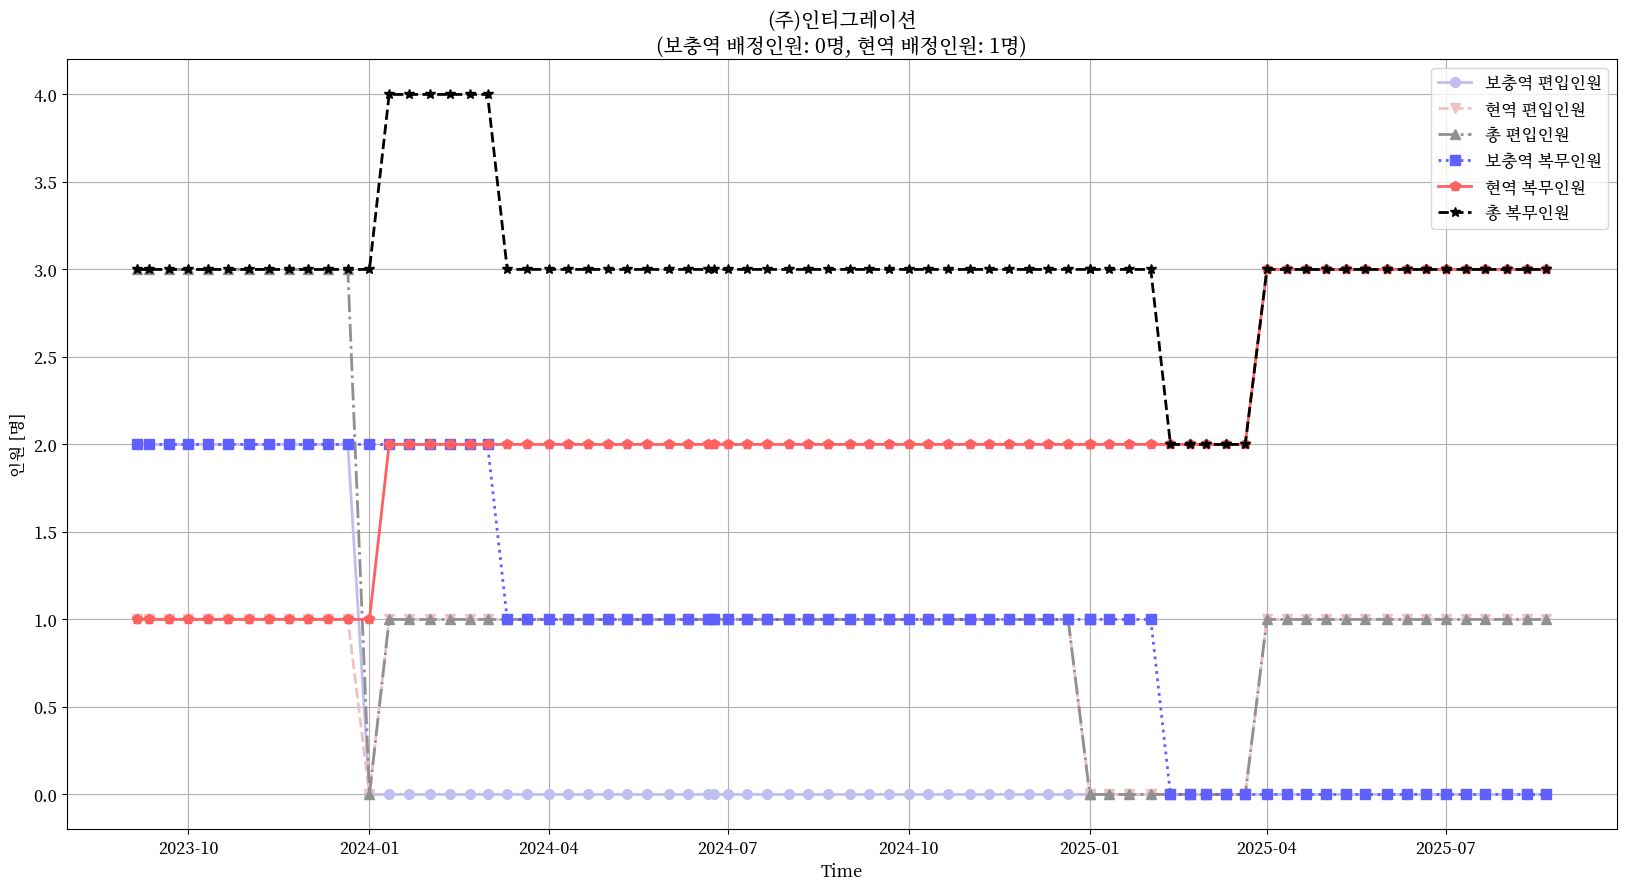 (주)인티그레이션
(보충역 배정인원: 0명, 현역 배정인원: 1명)
보충역 편입인원
현역 편입인원
총 편입인원
보충역 복무인원
현역 복무인원
총 복무인원
인원 [명]
4.0
3.5
3.0
2.5
2.0
1.5
1.0
0.5
0.0
2023-10
2024-01
2024-04
2024-07
2024-10
2025-01
2025-04
2025-07
Time